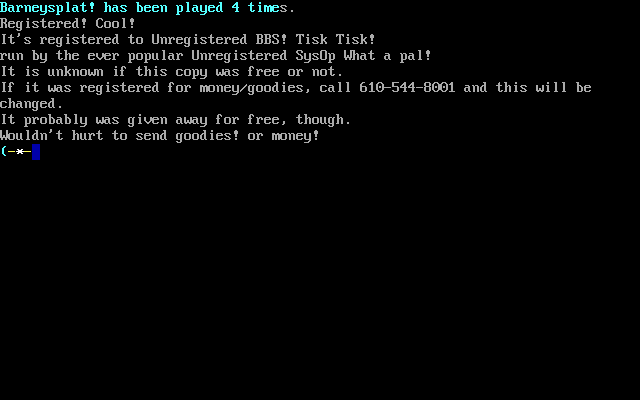 Barneysplat! has been played 4 times.
Registered! Cool!
It's registered to Unregistered BBS! Tisk Tisk!
run by the ever popular Unregistered SysOp What a pal!
It is unknown if this copy was free or not.
If it was registered for money/goodies, call 610-544-8001 and this will be
changed.
It probably was given away for free, though.
Wouldn't hurt to send goodies! or money!
(-*-